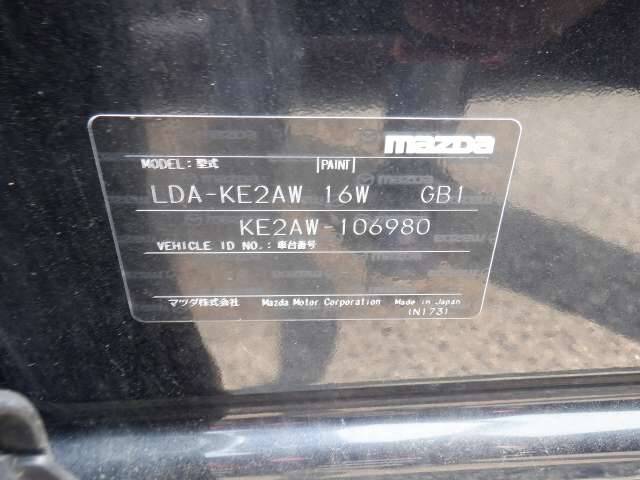 mazda
MODEL: 型式 PAINT
LDA-KE2AW 16W GB1
KE2AW-106980
VEHICLE ID NO.: 車台番号
マツダ株式会社 Mazda Motor Corporation Made in Japan
(N173)